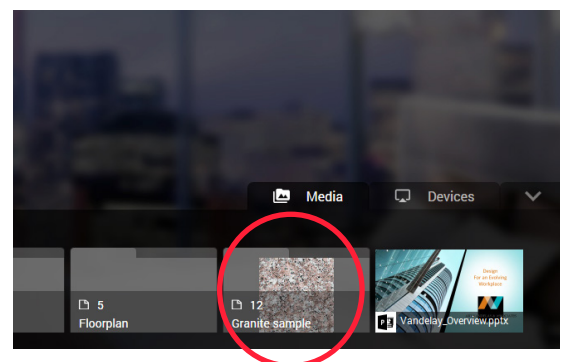 Media
Devices
5
Floorplan
12
Granite sample
Design
For an Evolving
Workplace
Vandelay_Overview.pptx